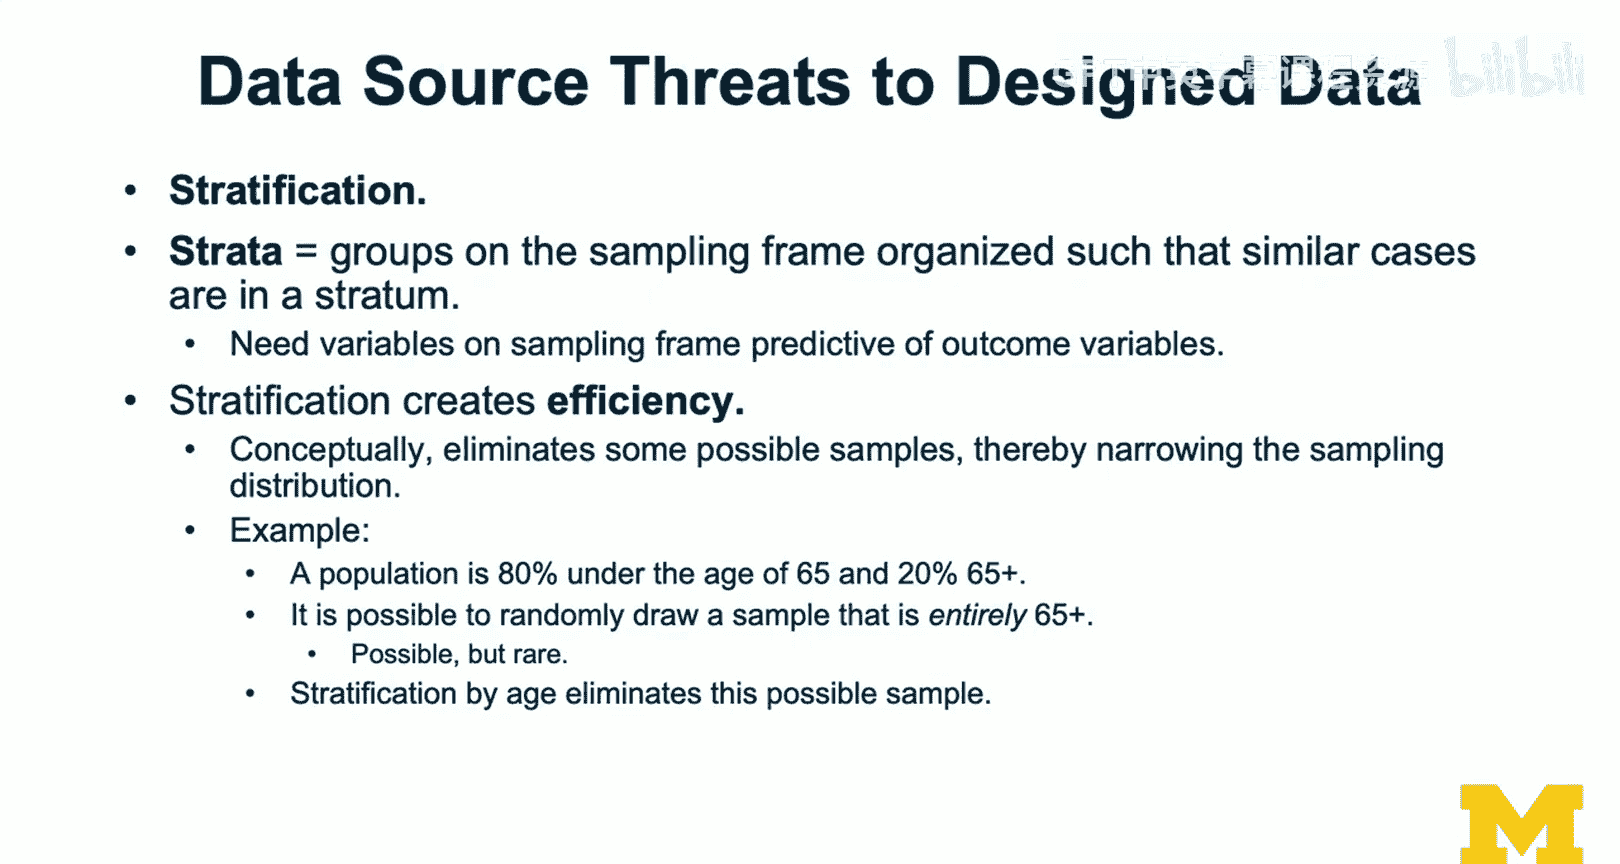 Data Source Threats to Designed Data
bilibili
• Stratification.
• Strata = groups on the sampling frame organized such that similar cases
are in a stratum.
• Need variables on sampling frame predictive of outcome variables.
• Stratification creates efficiency.
• Conceptually, eliminates some possible samples, thereby narrowing the sampling
distribution.
• Example:
• A population is 80% under the age of 65 and 20% 65+.
• It is possible to randomly draw a sample that is entirely 65+.
• Possible, but rare.
• Stratification by age eliminates this possible sample.
M